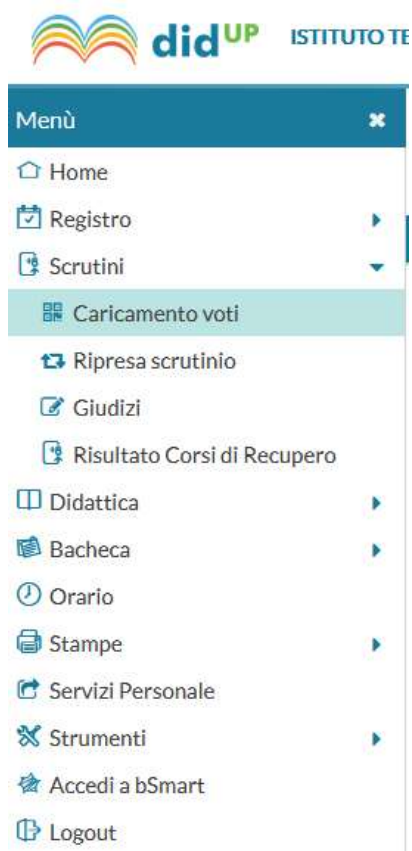 didUP ISTITUTO TE
Menù
Home
Registro
Scrutini
Caricamento voti
Ripresa scrutinio
Giudizi
Risultato Corsi di Recupero
Didattica
Bacheca
Orario
Stampe
Servizi Personale
Strumenti
Accedi a bSmart
Logout